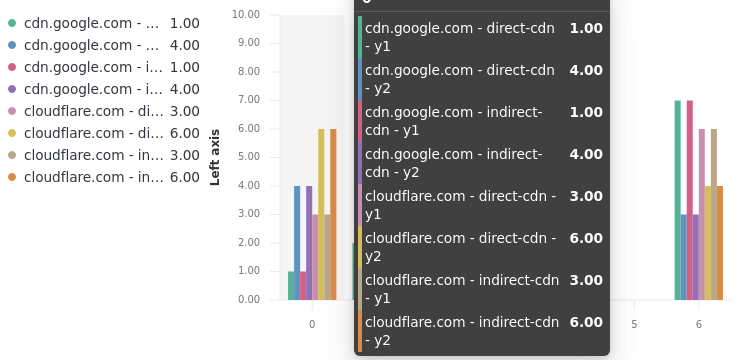 cdn.google.com - ... 1.00
cdn.google.com - ... 4.00
cdn.google.com - i... 1.00
cdn.google.com - i... 4.00
cloudflare.com - di... 3.00
cloudflare.com - di... 6.00
cloudflare.com - in... 3.00
cloudflare.com - in... 6.00
Left axis
10.00
9.00
8.00
7.00
6.00
5.00
4.00
3.00
2.00
1.00
0.00
0
5
6
cdn.google.com - direct-cdn 1.00
- y1
cdn.google.com - direct-cdn 4.00
- y2
cdn.google.com - indirect- 1.00
cdn - y1
cdn.google.com - indirect- 4.00
cdn - y2
cloudflare.com - direct-cdn - 3.00
y1
cloudflare.com - direct-cdn - 6.00
y2
cloudflare.com - indirect-cdn 3.00
- y1
cloudflare.com - indirect-cdn 6.00
- y2